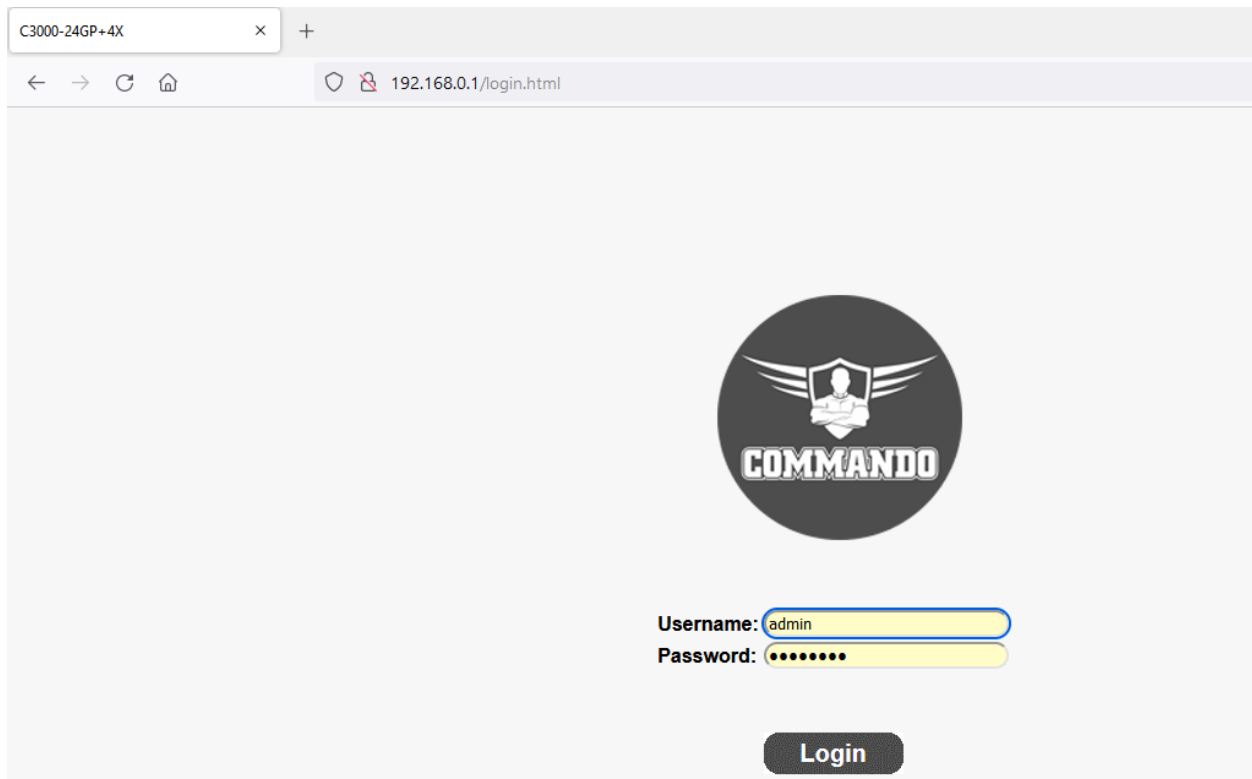 C3000-24GP+4X
192.168.0.1/login.html
COMMANDO
Username: admin
Password: ••••••••
Login